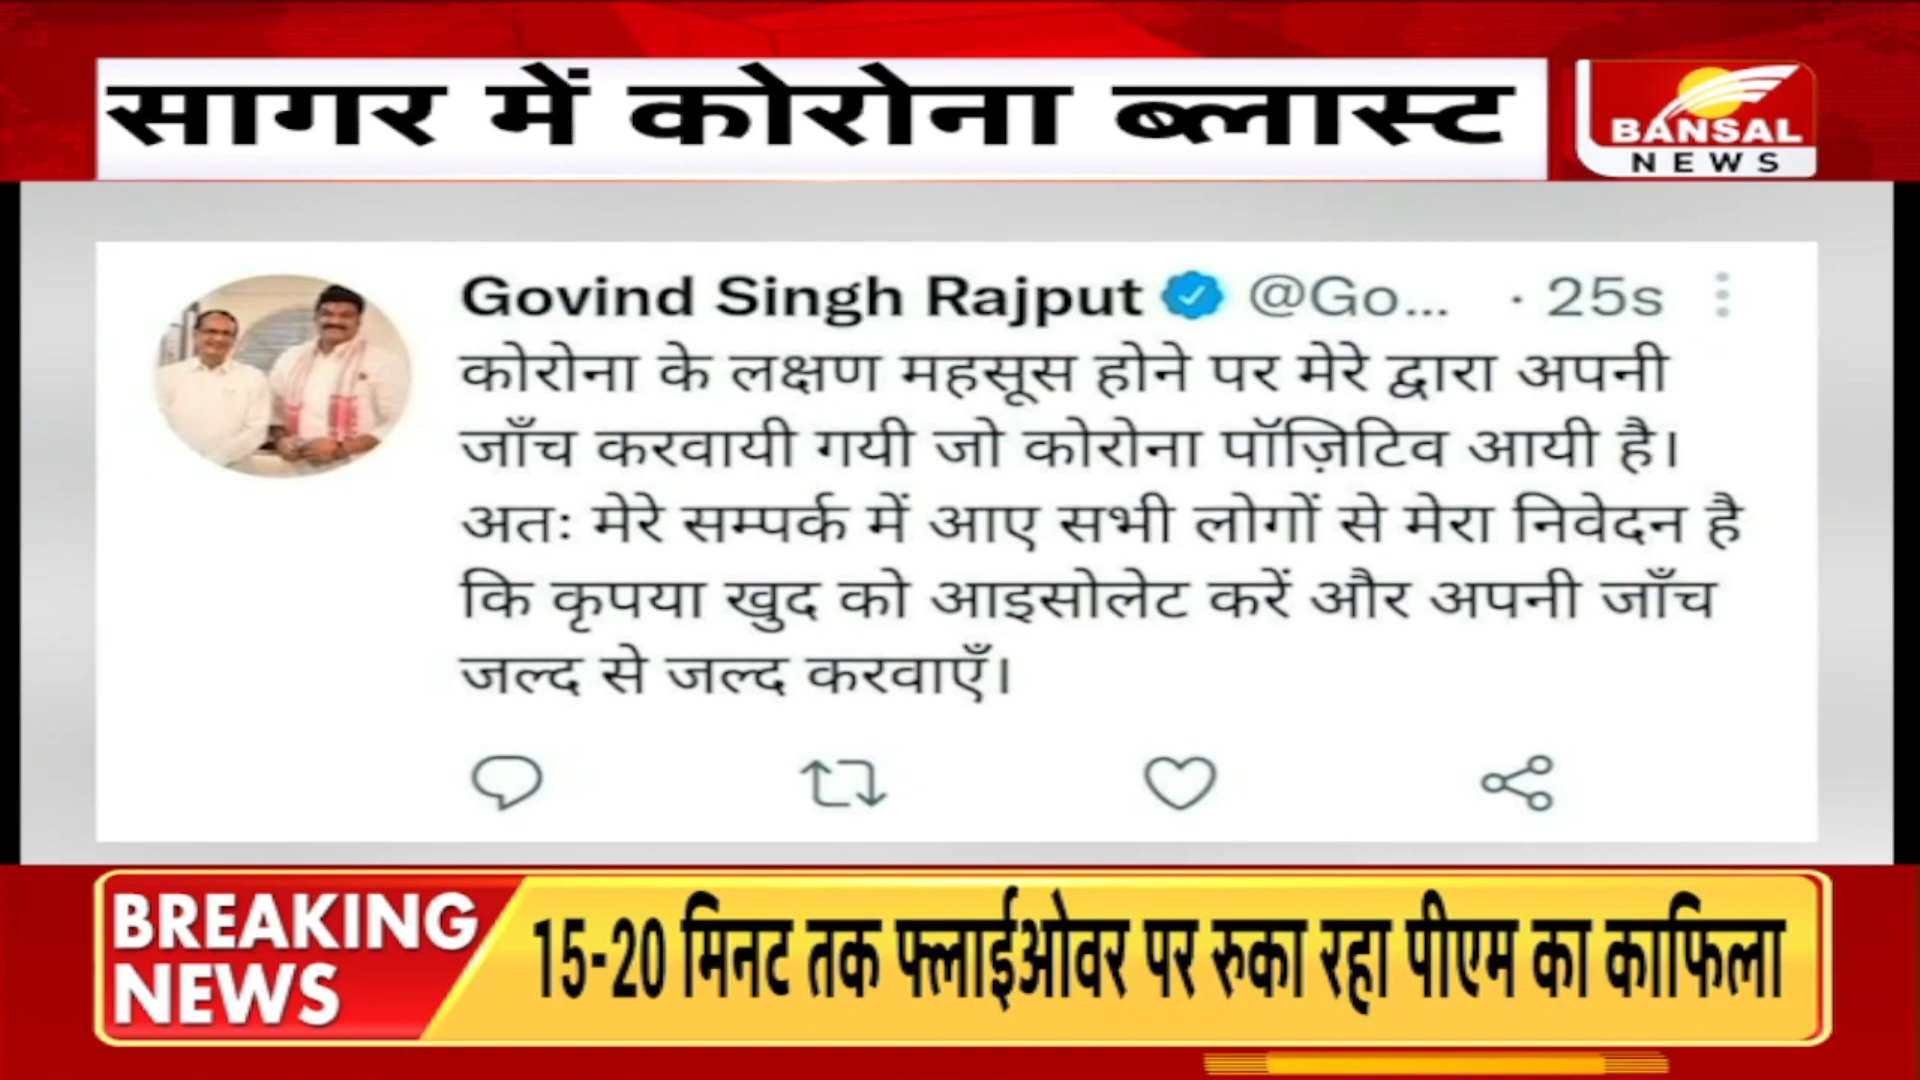 सागर में कोरोना ब्लास्ट
BANSAL
NEWS
Govind Singh Rajput @Go... · 25s
कोरोना के लक्षण महसूस होने पर मेरे द्वारा अपनी
जाँच करवायी गयी जो कोरोना पॉज़िटिव आयी है।
अतः मेरे सम्पर्क में आए सभी लोगों से मेरा निवेदन है
कि कृपया खुद को आइसोलेट करें और अपनी जाँच
जल्द से जल्द करवाएँ।
BREAKING
NEWS
15-20 मिनट तक फ्लाईओवर पर रुका रहा पीएम का काफिला